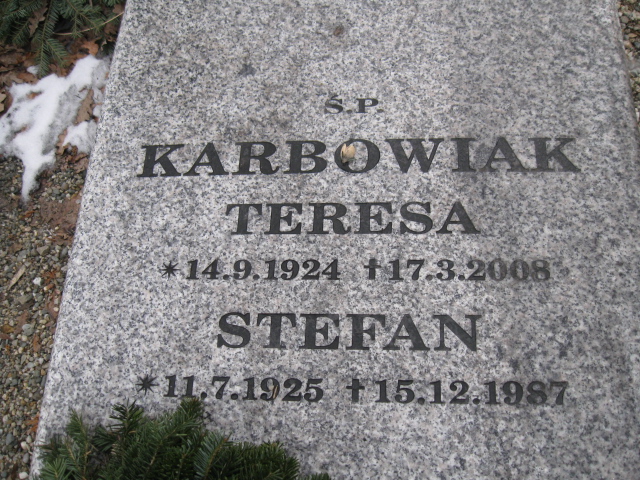 Ś.P.
KARBOWIAK
TERESA
*14.9.1924 †17.3.2008
STEFAN
*11.7.1925 †15.12.1987